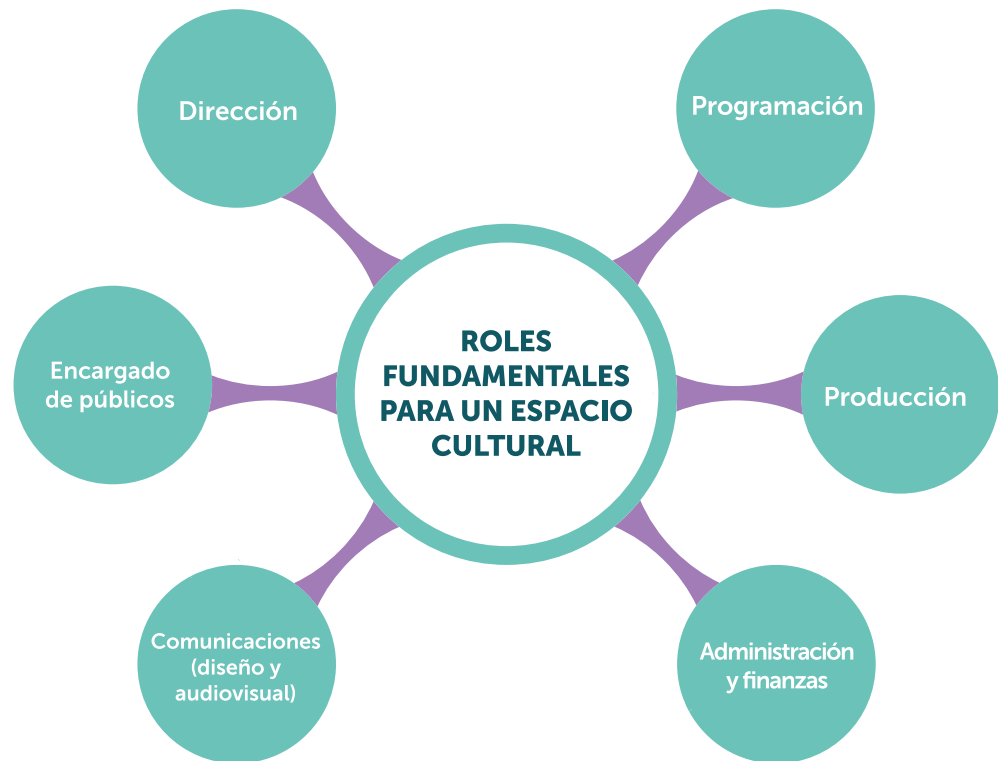 Dirección
Programación
ROLES
FUNDAMENTALES
PARA UN ESPACIO
CULTURAL
Encargado
de públicos
Producción
Comunicaciones
(diseño y
audiovisual)
Administración
y finanzas